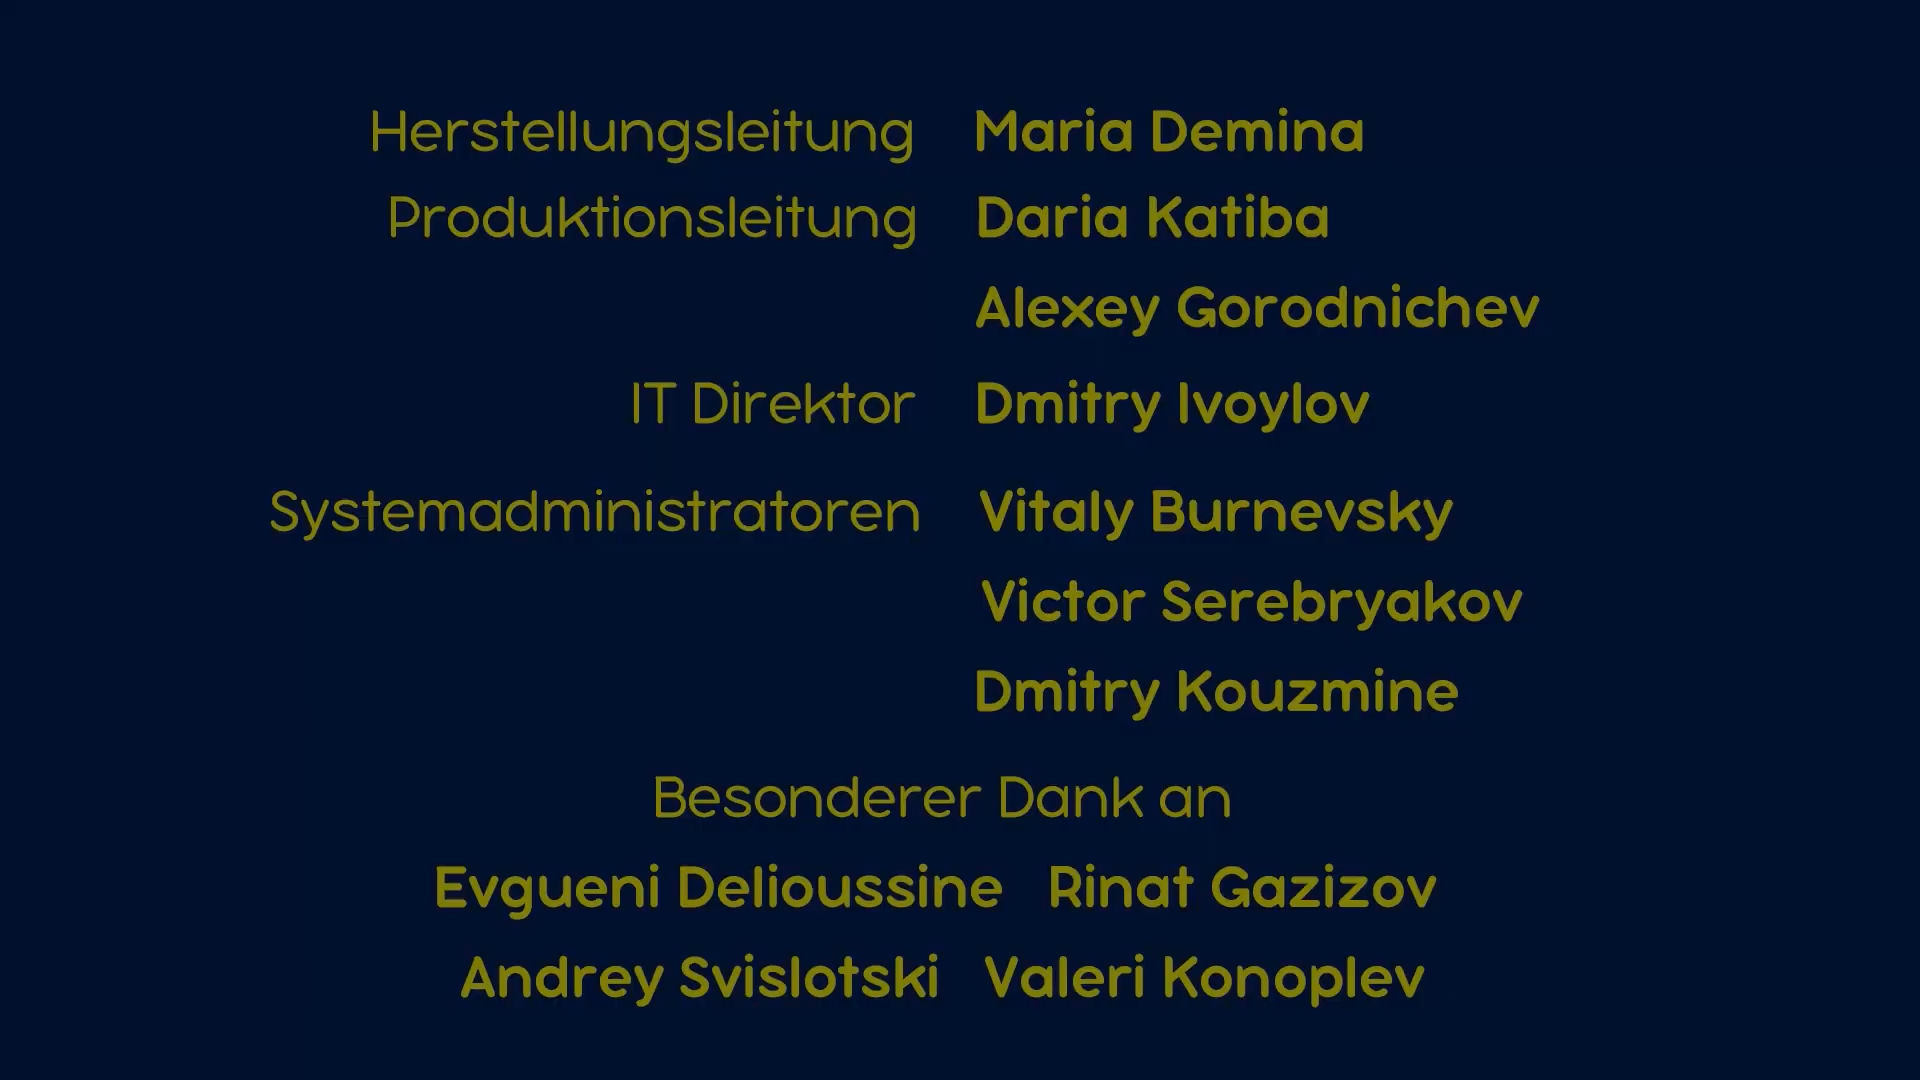 Herstellungsleitung Maria Demina
Produktionsleitung Daria Katiba
Alexey Gorodnichev
IT Direktor Dmitry Ivoylov
Systemadministratoren Vitaly Burnevsky
Victor Serebryakov
Dmitry Kouzmine
Besonderer Dank an
Evgueni Delioussine Rinat Gazizov
Andrey Svislotski Valeri Konoplev